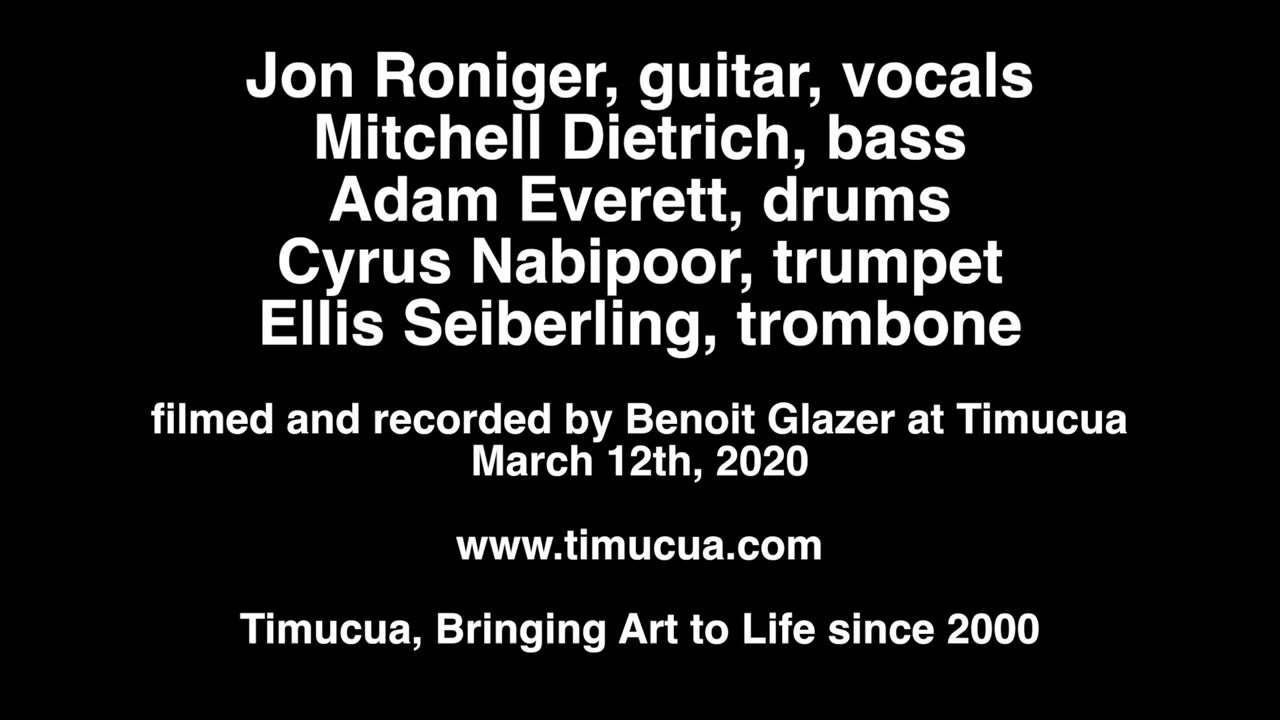 Jon Roniger, guitar, vocals
Mitchell Dietrich, bass
Adam Everett, drums
Cyrus Nabipoor, trumpet
Ellis Seiberling, trombone
filmed and recorded by Benoit Glazer at Timucua
March 12th, 2020
www.timucua.com
Timucua, Bringing Art to Life since 2000